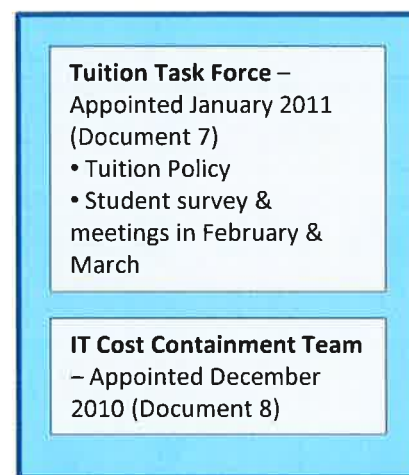 Tuition Task Force –
Appointed January 2011
(Document 7)
• Tuition Policy
• Student survey &
meetings in February &
March
IT Cost Containment Team
– Appointed December
2010 (Document 8)